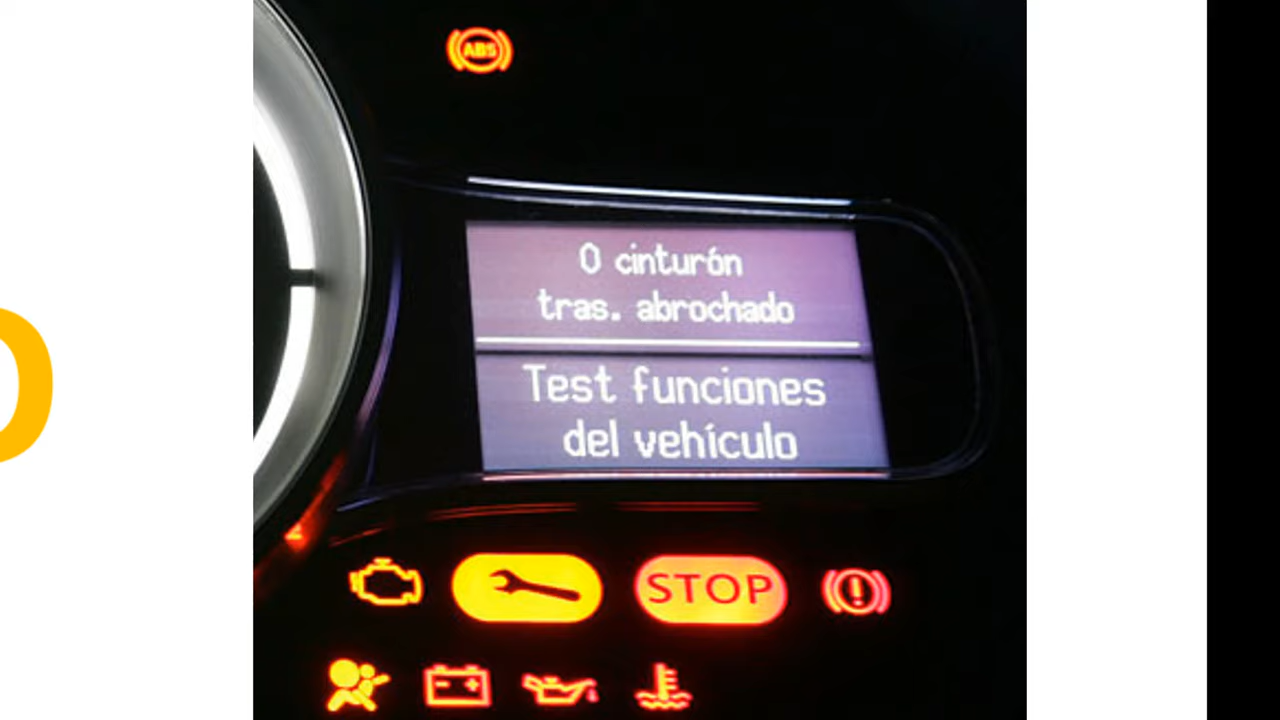 ABS
0 cinturón
tras. abrochado
Test funciones
del vehículo
STOP